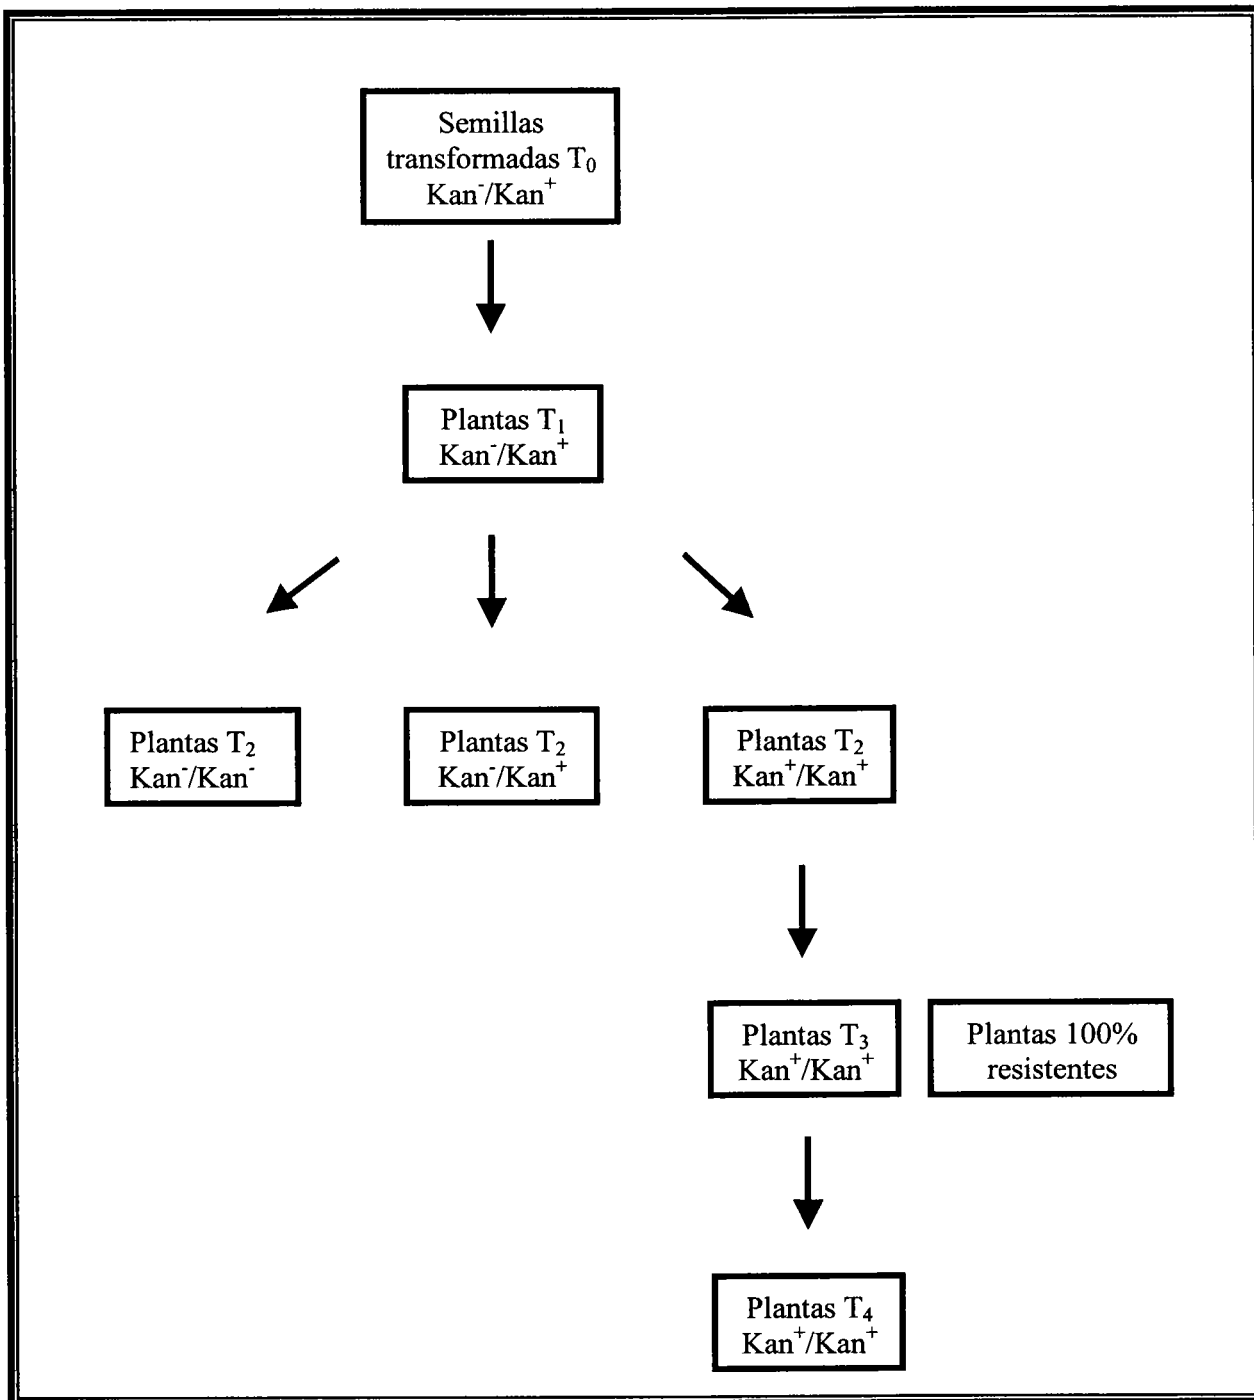 Semillas
transformadas T₀
Kan⁻/Kan⁺
Plantas T₁
Kan⁻/Kan⁺
Plantas T₂
Kan⁻/Kan⁻
Plantas T₂
Kan⁻/Kan⁺
Plantas T₂
Kan⁺/Kan⁺
Plantas T₃
Kan⁺/Kan⁺
Plantas 100%
resistentes
Plantas T₄
Kan⁺/Kan⁺